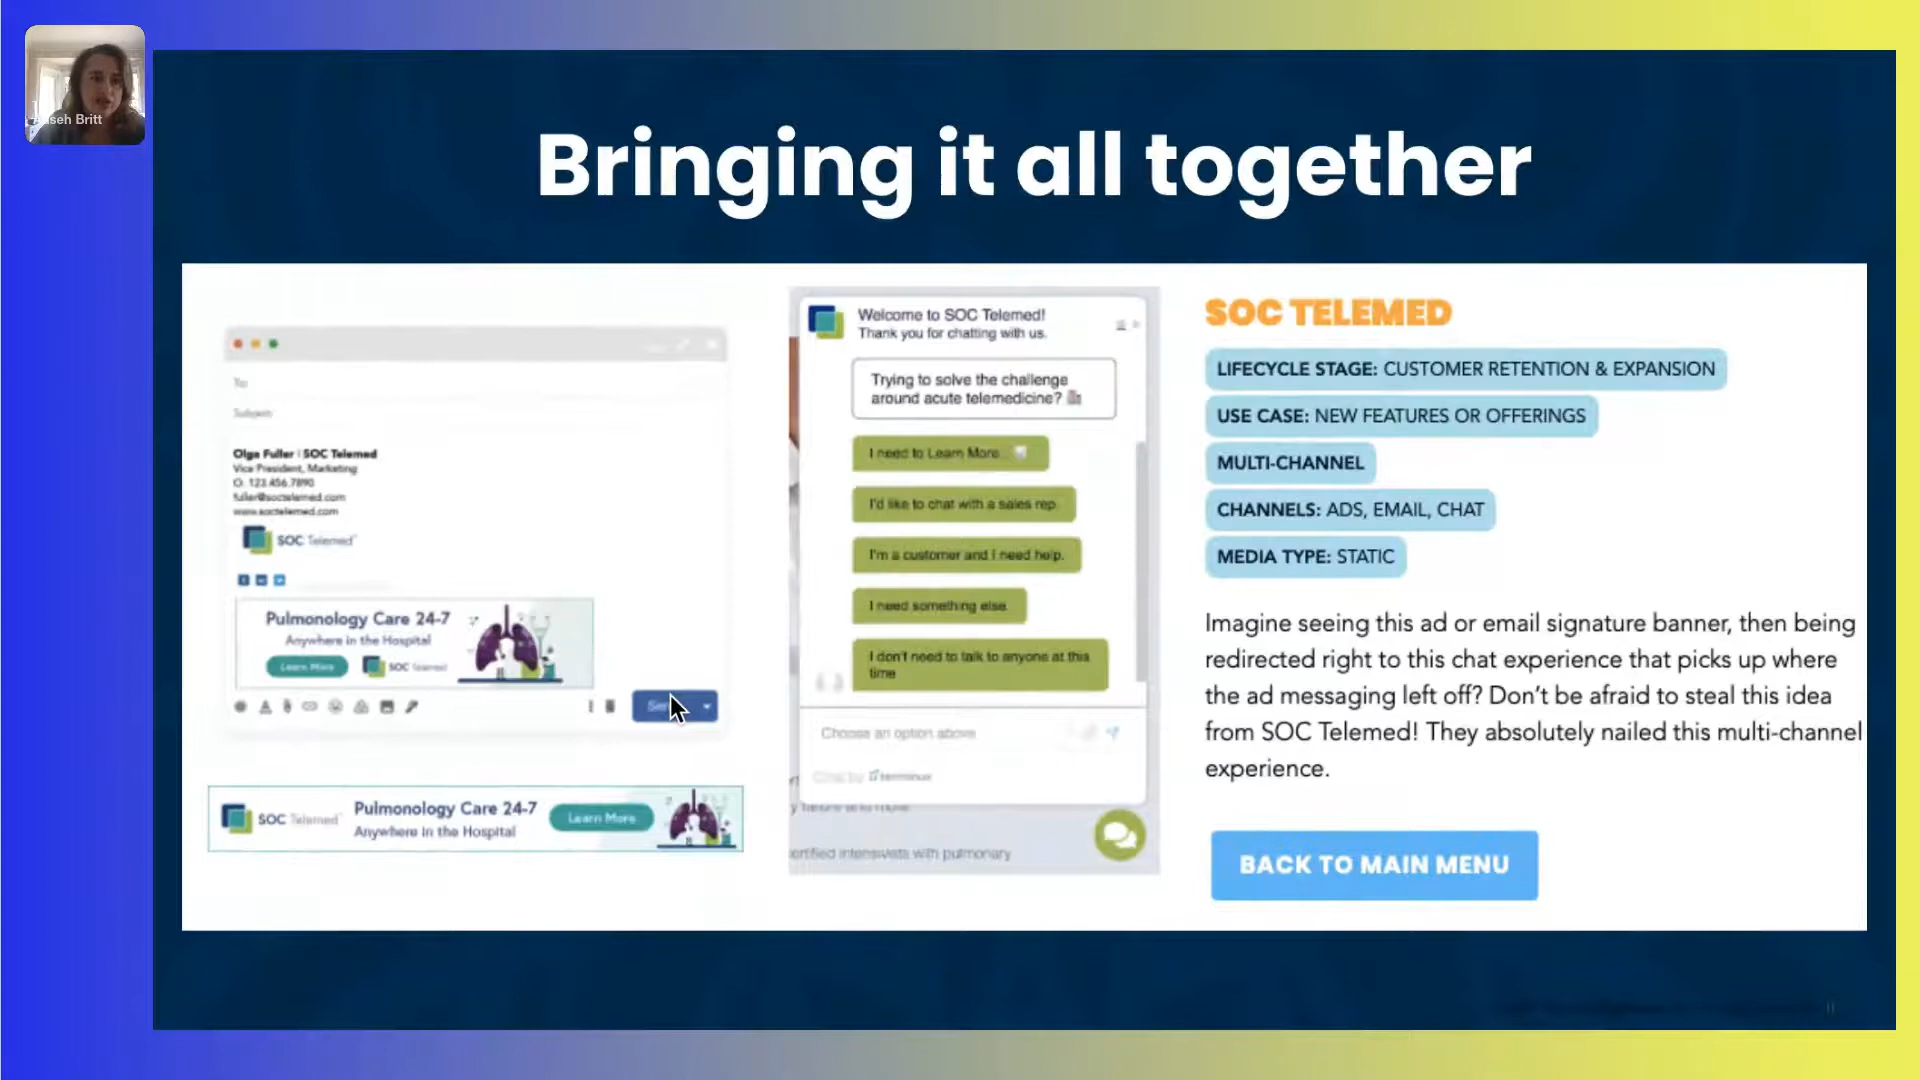 Britt
Bringing it all together
To:
Subject:
Olga Fuller | SOC Telemed
Vice President, Marketing
O. 123.456.7890
fuller@soctelemed.com
www.soctelemed.com
SOC Telemed
Pulmonology Care 24-7
Anywhere in the Hospital
Learn More
SOC Telemed
SOC Telemed
Pulmonology Care 24-7
Anywhere in the Hospital
Learn More
Welcome to SOC Telemed!
Thank you for chatting with us.
Trying to solve the challenge
around acute telemedicine?
I need to Learn More...
I'd like to chat with a sales rep.
I'm a customer and I need help.
I need something else.
I don't need to talk to anyone at this
time
Choose an option above
Chat by terminus
and more
certified intensivists with pulmonary
SOC TELEMED
LIFECYCLE STAGE: CUSTOMER RETENTION & EXPANSION
USE CASE: NEW FEATURES OR OFFERINGS
MULTI-CHANNEL
CHANNELS: ADS, EMAIL, CHAT
MEDIA TYPE: STATIC
Imagine seeing this ad or email signature banner, then being
redirected right to this chat experience that picks up where
the ad messaging left off? Don't be afraid to steal this idea
from SOC Telemed! They absolutely nailed this multi-channel
experience.
BACK TO MAIN MENU